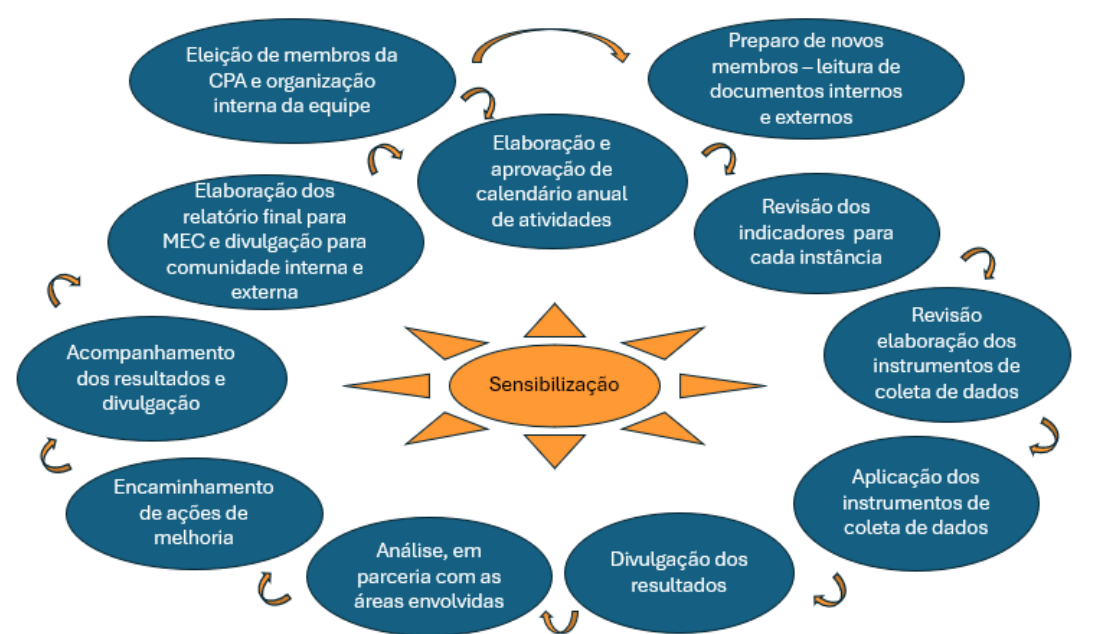 Eleição de membros da
CPA e organização
interna da equipe
Preparo de novos
membros – leitura de
documentos internos
e externos
Elaboração e
aprovação de
calendário anual
de atividades
Revisão dos
indicadores para
cada instância
Revisão
elaboração dos
instrumentos de
coleta de dados
Aplicação dos
instrumentos de
coleta de dados
Divulgação dos
resultados
Análise, em
parceria com as
áreas envolvidas
Encaminhamento
de ações de
melhoria
Acompanhamento
dos resultados e
divulgação
Elaboração dos
relatório final para
MEC e divulgação para
comunidade interna e
externa
Sensibilização